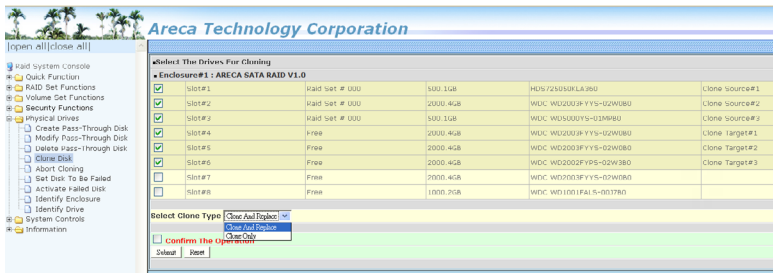 Areca Technology Corporation
|open all|close all|
Raid System Console
Quick Function
RAID Set Functions
Volume Set Functions
Security Functions
Physical Drives
Create Pass-Through Disk
Modify Pass-Through Disk
Delete Pass-Through Disk
Clone Disk
Abort Cloning
Set Disk To Be Failed
Activate Failed Disk
Identify Enclosure
Identify Drive
System Controls
Information
Select The Drives For Cloning
Enclosure#1 : ARECA SATA RAID V1.0
Slot#1 Raid Set # 000 500.1GB HDS725050KLA360 Clone Source#1
Slot#2 Raid Set # 000 2000.4GB WDC WD2003FYYS-02W0B0 Clone Source#2
Slot#3 Raid Set # 000 500.1GB WDC WD5000YS-01MPB0 Clone Source#3
Slot#4 Free 2000.4GB WDC WD2003FYYS-02W0B0 Clone Target#1
Slot#5 Free 2000.4GB WDC WD2003FYYS-02W0B0 Clone Target#2
Slot#6 Free 2000.4GB WDC WD2002FYPS-02W3B0 Clone Target#3
Slot#7 Free 2000.4GB WDC WD2003FYYS-02W0B0
Slot#8 Free 1000.2GB WDC WD1001FALS-00J7B0
Select Clone Type Clone And Replace
Clone And Replace
Clone Only
Confirm The Operation
Submit Reset